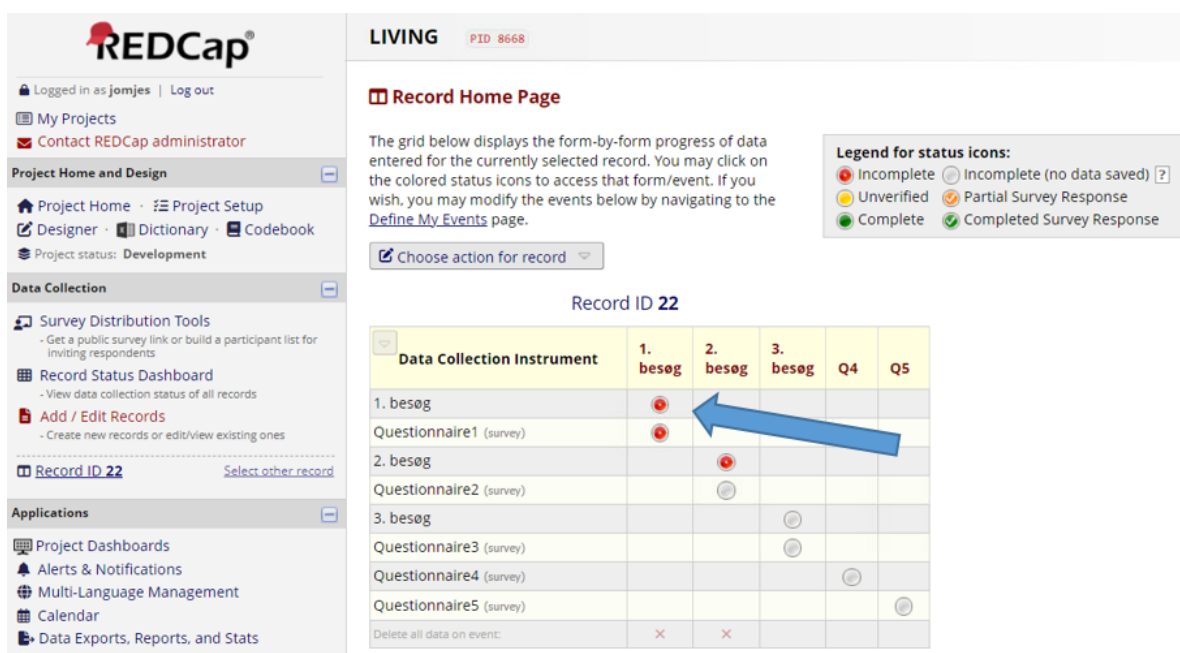 REDCap®
Logged in as jomjes | Log out
My Projects
Contact REDCap administrator
Project Home and Design
Project Home · Project Setup
Designer · Dictionary · Codebook
Project status: Development
Data Collection
Survey Distribution Tools
- Get a public survey link or build a participant list for
inviting respondents
Record Status Dashboard
- View data collection status of all records
Add / Edit Records
- Create new records or edit/view existing ones
Record ID 22 Select other record
Applications
Project Dashboards
Alerts & Notifications
Multi-Language Management
Calendar
Data Exports, Reports, and Stats
LIVING PID 8668
Record Home Page
The grid below displays the form-by-form progress of data
entered for the currently selected record. You may click on
the colored status icons to access that form/event. If you
wish, you may modify the events below by navigating to the
Define My Events page.
Legend for status icons:
Incomplete Incomplete (no data saved) ?
Unverified Partial Survey Response
Complete Completed Survey Response
Choose action for record
Record ID 22
Data Collection Instrument 1. besøg 2. besøg 3. besøg Q4 Q5
1. besøg
Questionnaire1 (survey)
2. besøg
Questionnaire2 (survey)
3. besøg
Questionnaire3 (survey)
Questionnaire4 (survey)
Questionnaire5 (survey)
Delete all data on event: